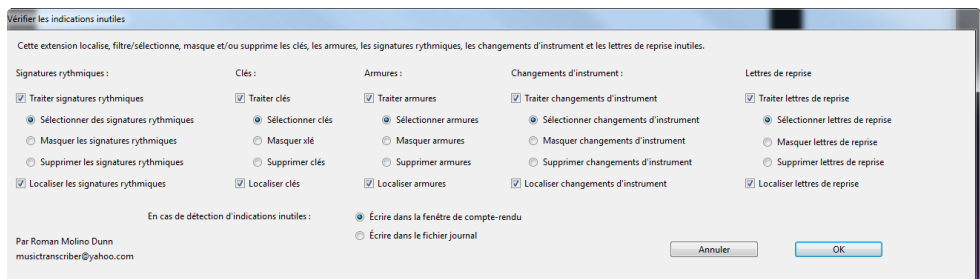 Vérifier les indications inutiles
Cette extension localise, filtre/sélectionne, masque et/ou supprime les clés, les armures, les signatures rythmiques, les changements d'instrument et les lettres de reprise inutiles.
Signatures rythmiques :
Traiter signatures rythmiques
Sélectionner des signatures rythmiques
Masquer les signatures rythmiques
Supprimer les signatures rythmiques
Localiser les signatures rythmiques
Clés :
Traiter clés
Sélectionner clés
Masquer xlé
Supprimer clés
Localiser clés
Armures :
Traiter armures
Sélectionner armures
Masquer armures
Supprimer armures
Localiser armures
Changements d'instrument :
Traiter changements d'instrument
Sélectionner changements d'instrument
Masquer changements d'instrument
Supprimer changements d'instrument
Localiser changements d'instrument
Lettres de reprise
Traiter lettres de reprise
Sélectionner lettres de reprise
Masquer lettres de reprise
Supprimer lettres de reprise
Localiser lettres de reprise
En cas de détection d'indications inutiles :
Écrire dans la fenêtre de compte-rendu
Écrire dans le fichier journal
Par Roman Molino Dunn
musictranscriber@yahoo.com
Annuler
OK